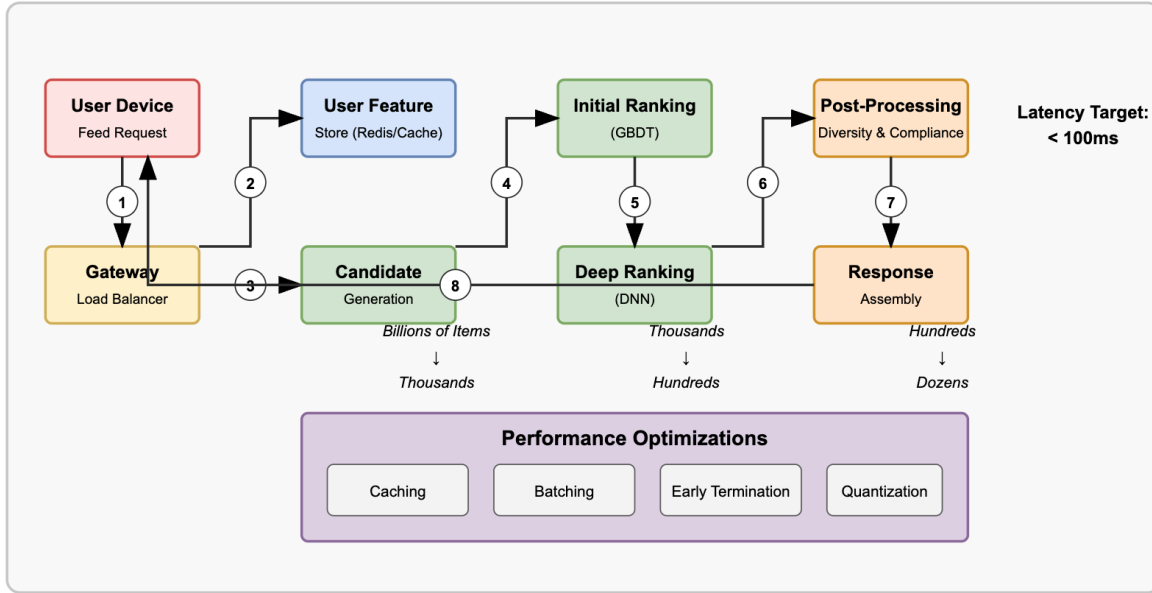 User Device
Feed Request
User Feature
Store (Redis/Cache)
Initial Ranking
(GBDT)
Post-Processing
Diversity & Compliance
Latency Target:
< 100ms
1
2
4
5
6
7
Gateway
Load Balancer
3
Candidate
Generation
8
Deep Ranking
(DNN)
Response
Assembly
Billions of Items
↓
Thousands
Thousands
↓
Hundreds
Hundreds
↓
Dozens
Performance Optimizations
Caching
Batching
Early Termination
Quantization